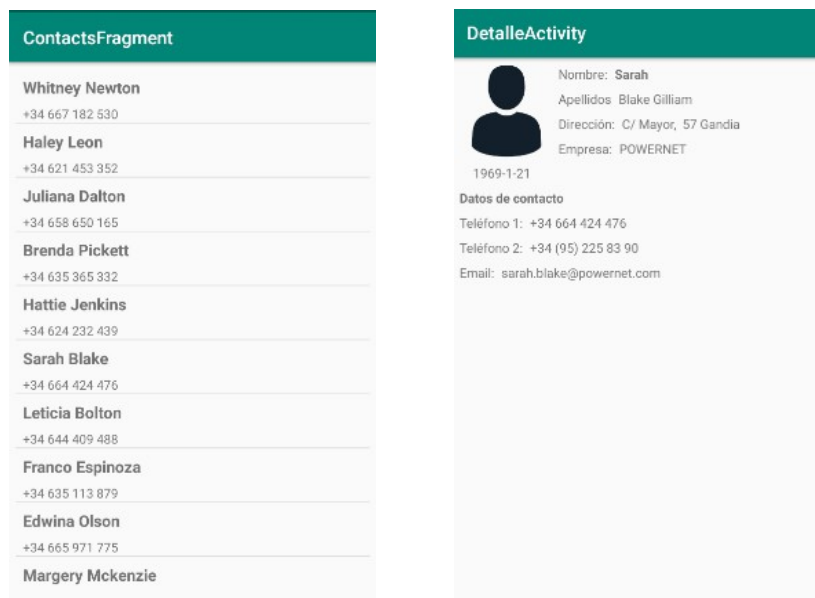 ContactsFragment
Whitney Newton
+34 667 182 530
Haley Leon
+34 621 453 352
Juliana Dalton
+34 658 650 165
Brenda Pickett
+34 635 365 332
Hattie Jenkins
+34 624 232 439
Sarah Blake
+34 664 424 476
Leticia Bolton
+34 644 409 488
Franco Espinoza
+34 635 113 879
Edwina Olson
+34 665 971 775
Margery Mckenzie
DetalleActivity
Nombre: Sarah
Apellidos Blake Gilliam
Dirección: C/ Mayor, 57 Gandia
Empresa: POWERNET
1969-1-21
Datos de contacto
Teléfono 1: +34 664 424 476
Teléfono 2: +34 (95) 225 83 90
Email: sarah.blake@powernet.com